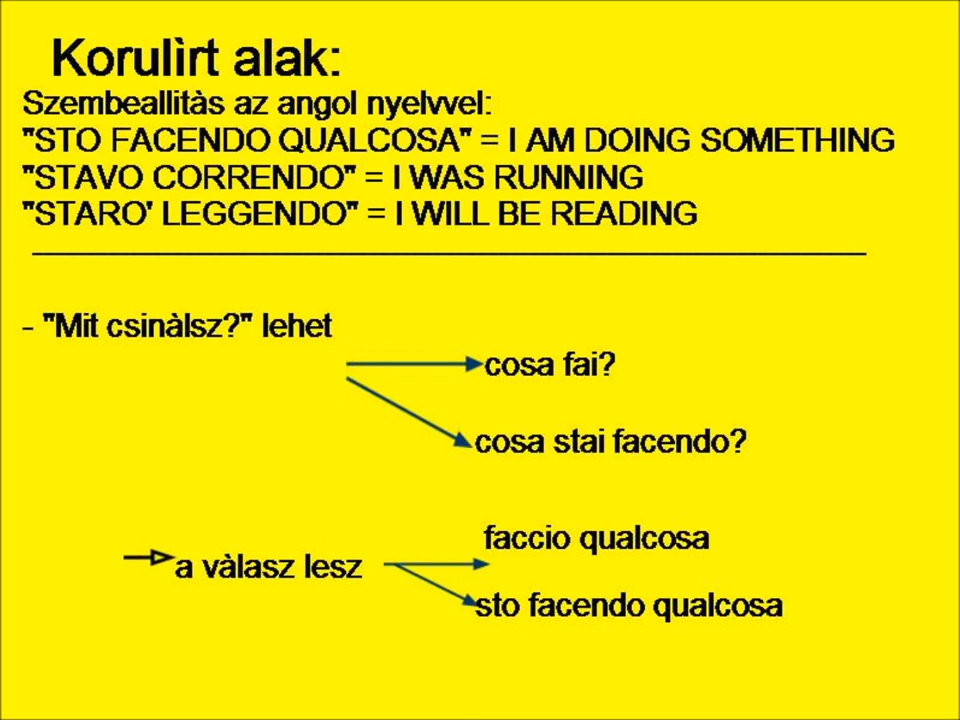 Korulìrt alak:
Szembeallitàs az angol nyelvvel:
"STO FACENDO QUALCOSA" = I AM DOING SOMETHING
"STAVO CORRENDO" = I WAS RUNNING
"STARO' LEGGENDO" = I WILL BE READING
- "Mit csinàlsz?" lehet
cosa fai?
cosa stai facendo?
faccio qualcosa
a vàlasz lesz
sto facendo qualcosa